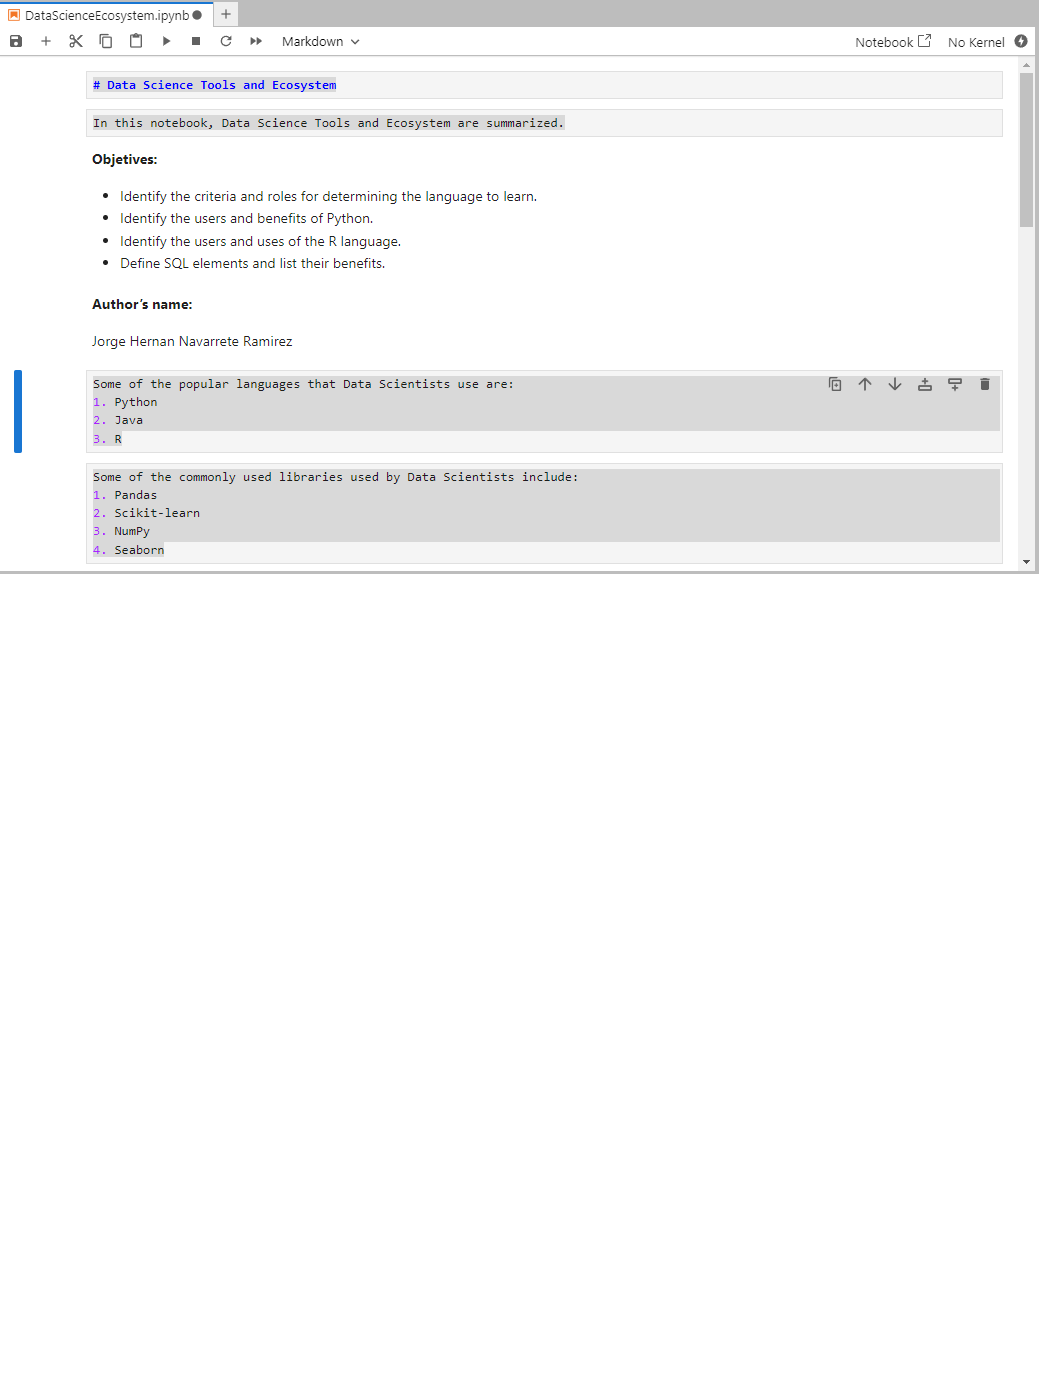 DataScienceEcosystem.ipynb
Markdown
Notebook
No Kernel
# Data Science Tools and Ecosystem
In this notebook, Data Science Tools and Ecosystem are summarized.
Objetives:
• Identify the criteria and roles for determining the language to learn.
• Identify the users and benefits of Python.
• Identify the users and uses of the R language.
• Define SQL elements and list their benefits.
Author's name:
Jorge Hernan Navarrete Ramirez
Some of the popular languages that Data Scientists use are:
1. Python
2. Java
3. R
Some of the commonly used libraries used by Data Scientists include:
1. Pandas
2. Scikit-learn
3. NumPy
4. Seaborn